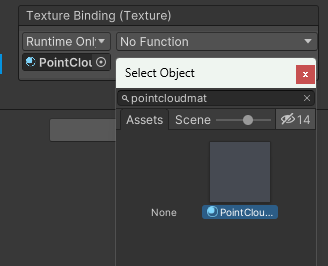 Texture Binding (Texture)
Runtime Onl
No Function
PointClou
Select Object
x
pointcloudmat
Assets
Scene
14
None
PointClou...